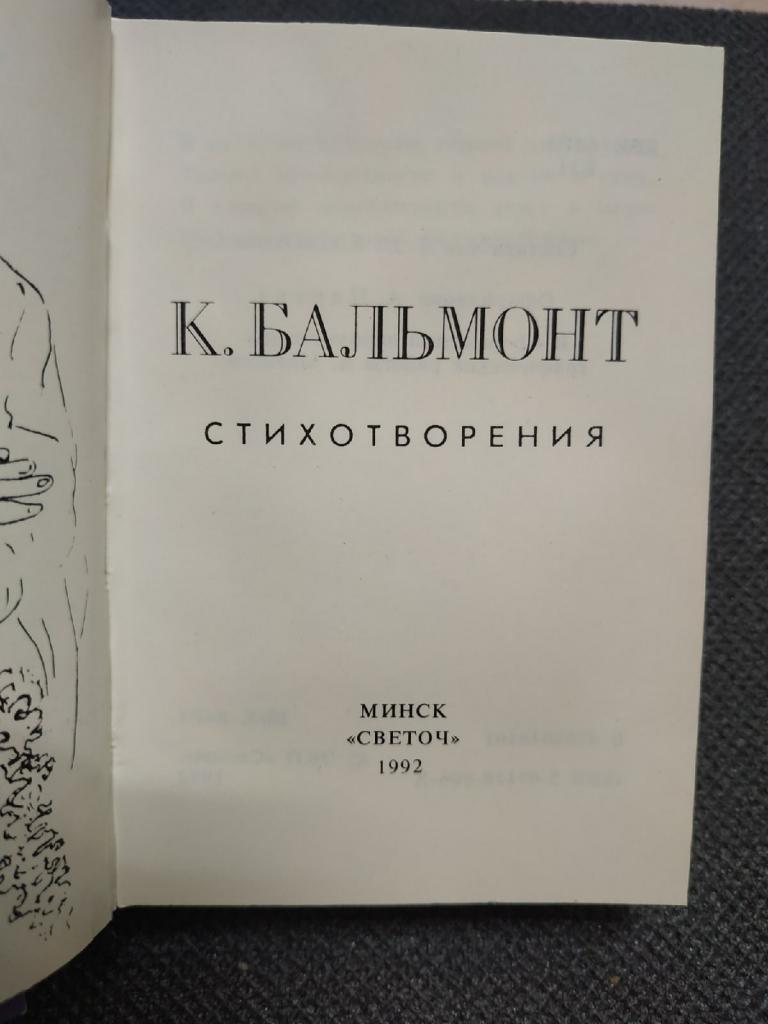 К. БАЛЬМОНТ
СТИХОТВОРЕНИЯ
МИНСК
«СВЕТОЧ»
1992